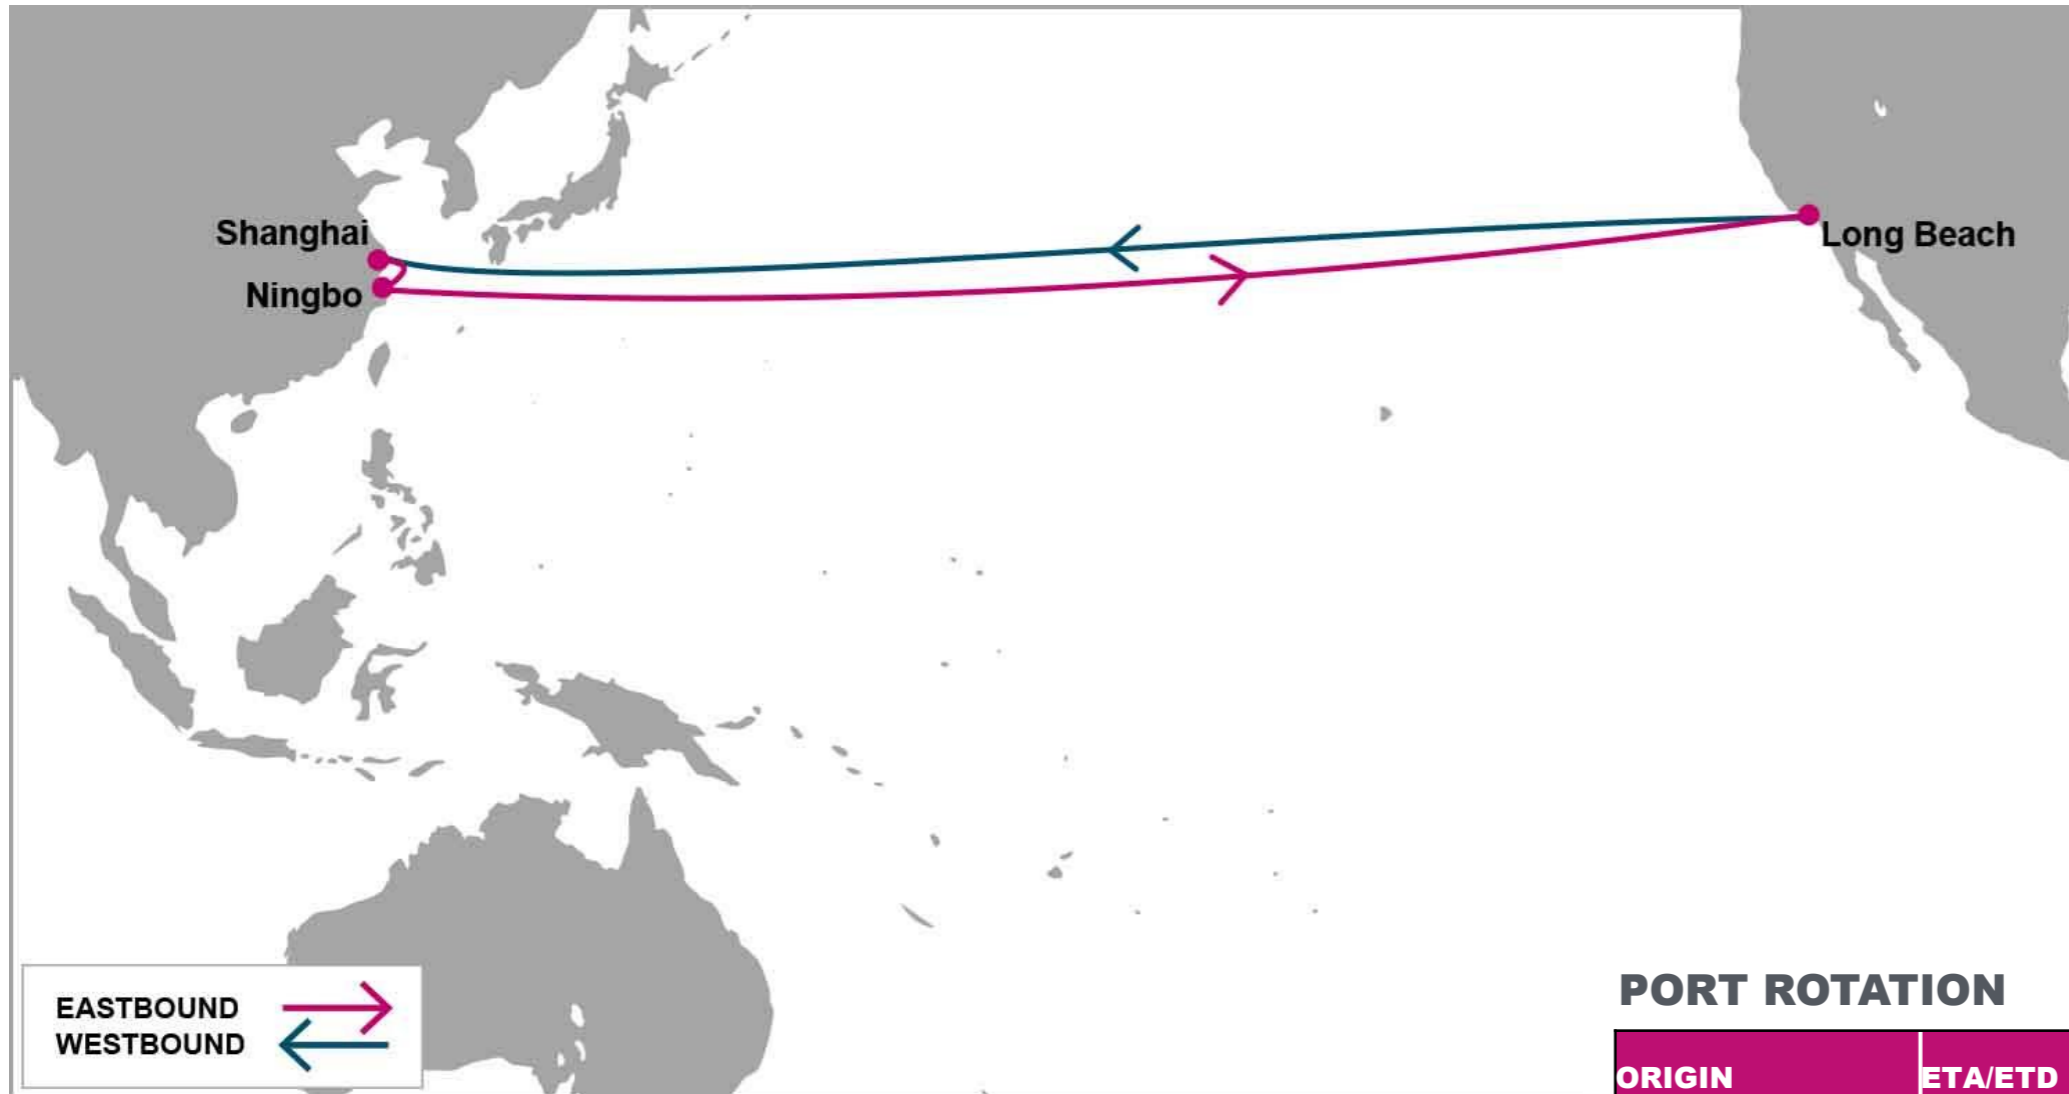 Shanghai
Ningbo
Long Beach
EASTBOUND
WESTBOUND
PORT ROTATION
ORIGIN ETA/ETD